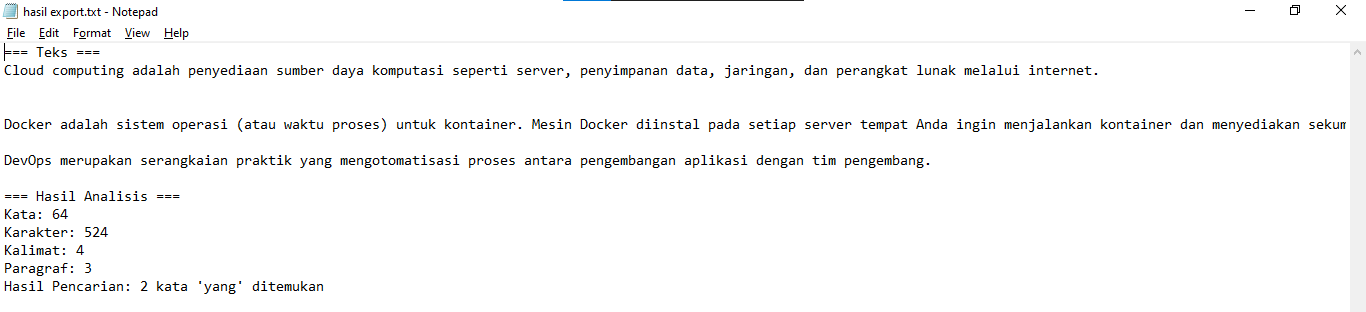 hasil export.txt - Notepad
File Edit Format View Help
=== Teks ===
Cloud computing adalah penyediaan sumber daya komputasi seperti server, penyimpanan data, jaringan, dan perangkat lunak melalui internet.
Docker adalah sistem operasi (atau waktu proses) untuk kontainer. Mesin Docker diinstal pada setiap server tempat Anda ingin menjalankan kontainer dan menyediakan sekum
DevOps merupakan serangkaian praktik yang mengotomatisasi proses antara pengembangan aplikasi dengan tim pengembang.
=== Hasil Analisis ===
Kata: 64
Karakter: 524
Kalimat: 4
Paragraf: 3
Hasil Pencarian: 2 kata 'yang' ditemukan